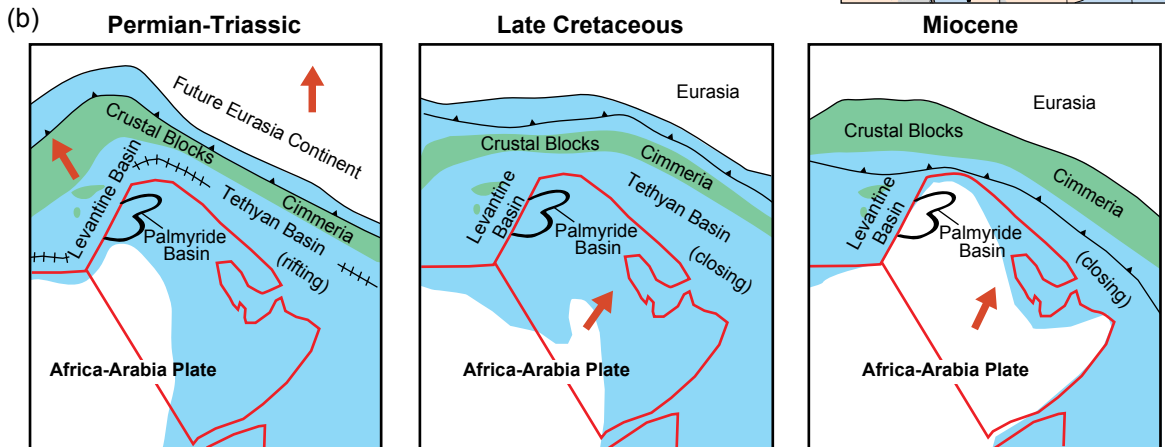 (b)
Permian-Triassic
Future Eurasia Continent
Crustal Blocks
Cimmeria
Levantine Basin
Tethyan Basin
(rifting)
Palmyride
Basin
Africa-Arabia Plate
Late Cretaceous
Eurasia
Crustal Blocks
Cimmeria
Levantine
Basin
Tethyan Basin
(closing)
Palmyride
Basin
Africa-Arabia Plate
Miocene
Eurasia
Crustal Blocks
Cimmeria
Levantine
Basin
Palmyride
Basin
(closing)
Africa-Arabia Plate